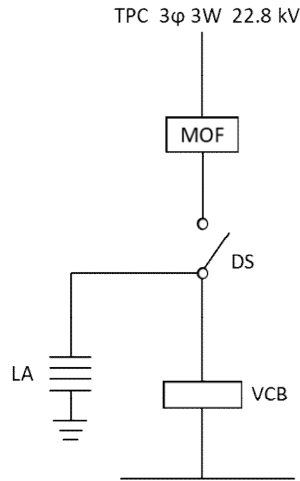 TPC 3φ 3W 22.8 kV
MOF
DS
LA
VCB